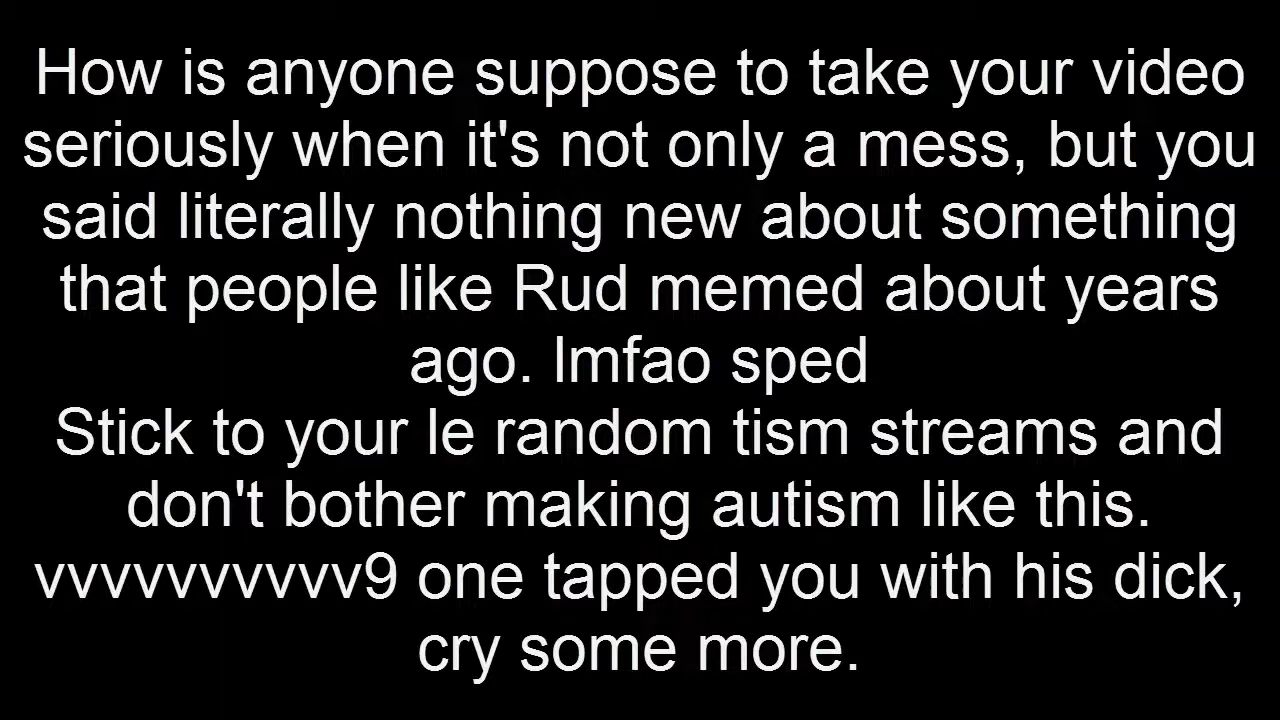 How is anyone suppose to take your video
seriously when it's not only a mess, but you
said literally nothing new about something
that people like Rud memed about years
ago. lmfao sped
Stick to your le random tism streams and
don't bother making autism like this.
vvvvvvvvvv9 one tapped you with his dick,
cry some more.